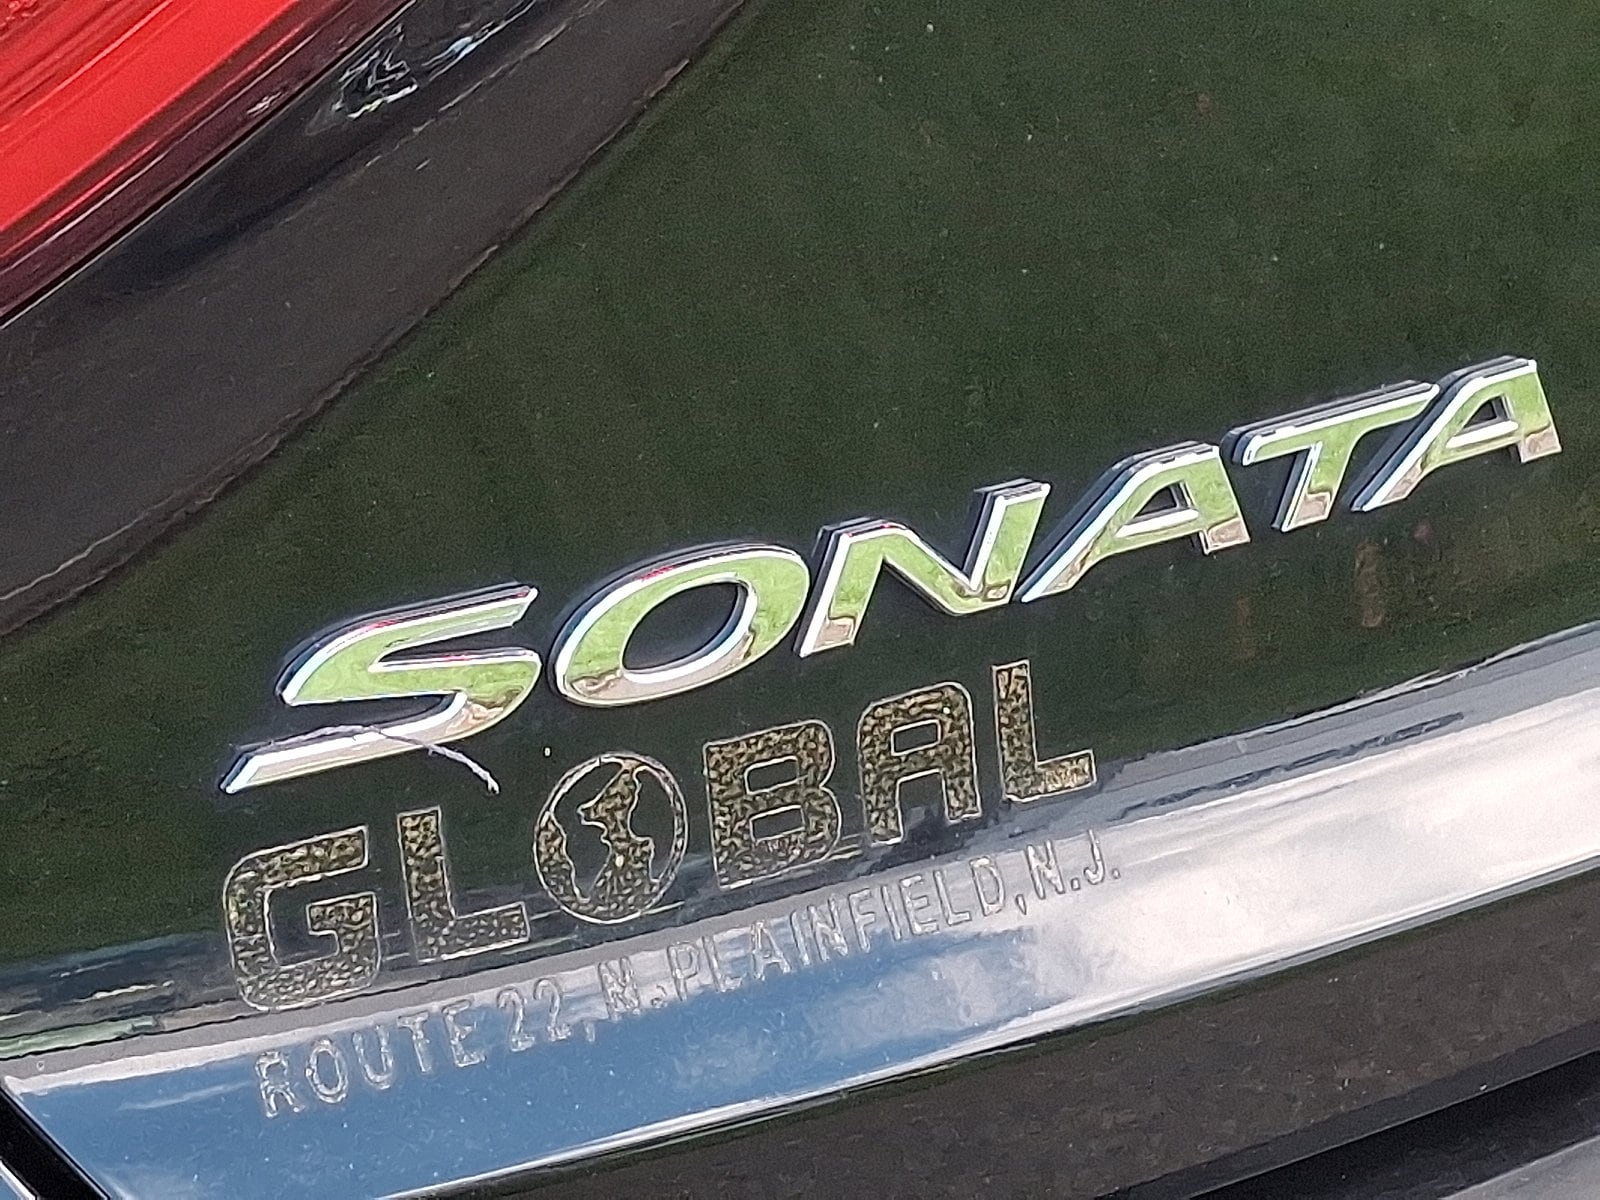 SONATA
GLOBAL
ROUTE 22, N. PLAINFIELD, N.J.